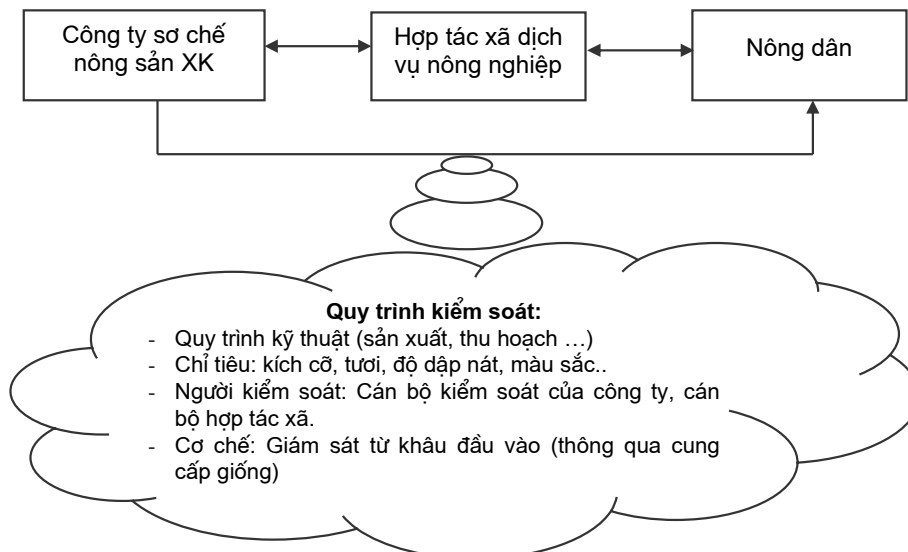 Công ty sơ chế
nông sản XK
Hợp tác xã dịch
vụ nông nghiệp
Nông dân
Quy trình kiểm soát:
- Quy trình kỹ thuật (sản xuất, thu hoạch …)
- Chỉ tiêu: kích cỡ, tươi, độ dập nát, màu sắc..
- Người kiểm soát: Cán bộ kiểm soát của công ty, cán
bộ hợp tác xã.
- Cơ chế: Giám sát từ khâu đầu vào (thông qua cung
cấp giống)